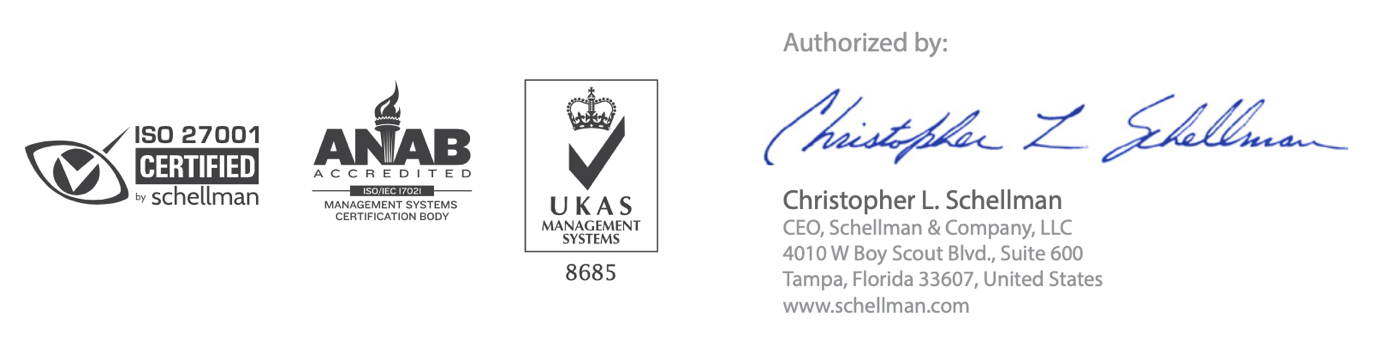 ISO 27001
CERTIFIED
by schellman
ANAB
ACCREDITED
ISO/IEC 17021
MANAGEMENT SYSTEMS
CERTIFICATION BODY
UKAS
MANAGEMENT
SYSTEMS
8685
Authorized by:
Christopher L Schellman
Christopher L. Schellman
CEO, Schellman & Company, LLC
4010 W Boy Scout Blvd., Suite 600
Tampa, Florida 33607, United States
www.schellman.com